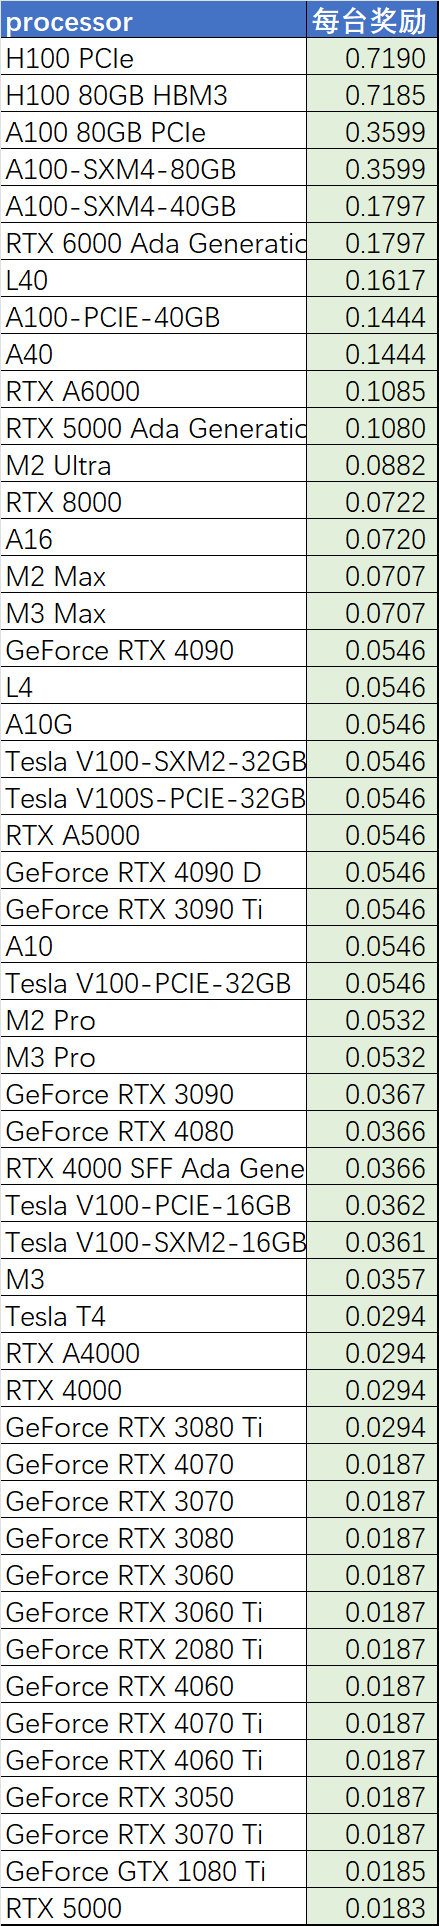 processor 每台奖励
H100 PCIe 0.7190
H100 80GB HBM3 0.7185
A100 80GB PCIe 0.3599
A100-SXM4-80GB 0.3599
A100-SXM4-40GB 0.1797
RTX 6000 Ada Generatio 0.1797
L40 0.1617
A100-PCIE-40GB 0.1444
A40 0.1444
RTX A6000 0.1085
RTX 5000 Ada Generatio 0.1080
M2 Ultra 0.0882
RTX 8000 0.0722
A16 0.0720
M2 Max 0.0707
M3 Max 0.0707
GeForce RTX 4090 0.0546
L4 0.0546
A10G 0.0546
Tesla V100-SXM2-32GB 0.0546
Tesla V100S-PCIE-32GB 0.0546
RTX A5000 0.0546
GeForce RTX 4090 D 0.0546
GeForce RTX 3090 Ti 0.0546
A10 0.0546
Tesla V100-PCIE-32GB 0.0546
M2 Pro 0.0532
M3 Pro 0.0532
GeForce RTX 3090 0.0367
GeForce RTX 4080 0.0366
RTX 4000 SFF Ada Gene 0.0366
Tesla V100-PCIE-16GB 0.0362
Tesla V100-SXM2-16GB 0.0361
M3 0.0357
Tesla T4 0.0294
RTX A4000 0.0294
RTX 4000 0.0294
GeForce RTX 3080 Ti 0.0294
GeForce RTX 4070 0.0187
GeForce RTX 3070 0.0187
GeForce RTX 3080 0.0187
GeForce RTX 3060 0.0187
GeForce RTX 3060 Ti 0.0187
GeForce RTX 2080 Ti 0.0187
GeForce RTX 4060 0.0187
GeForce RTX 4070 Ti 0.0187
GeForce RTX 4060 Ti 0.0187
GeForce RTX 3050 0.0187
GeForce RTX 3070 Ti 0.0187
GeForce GTX 1080 Ti 0.0185
RTX 5000 0.0183